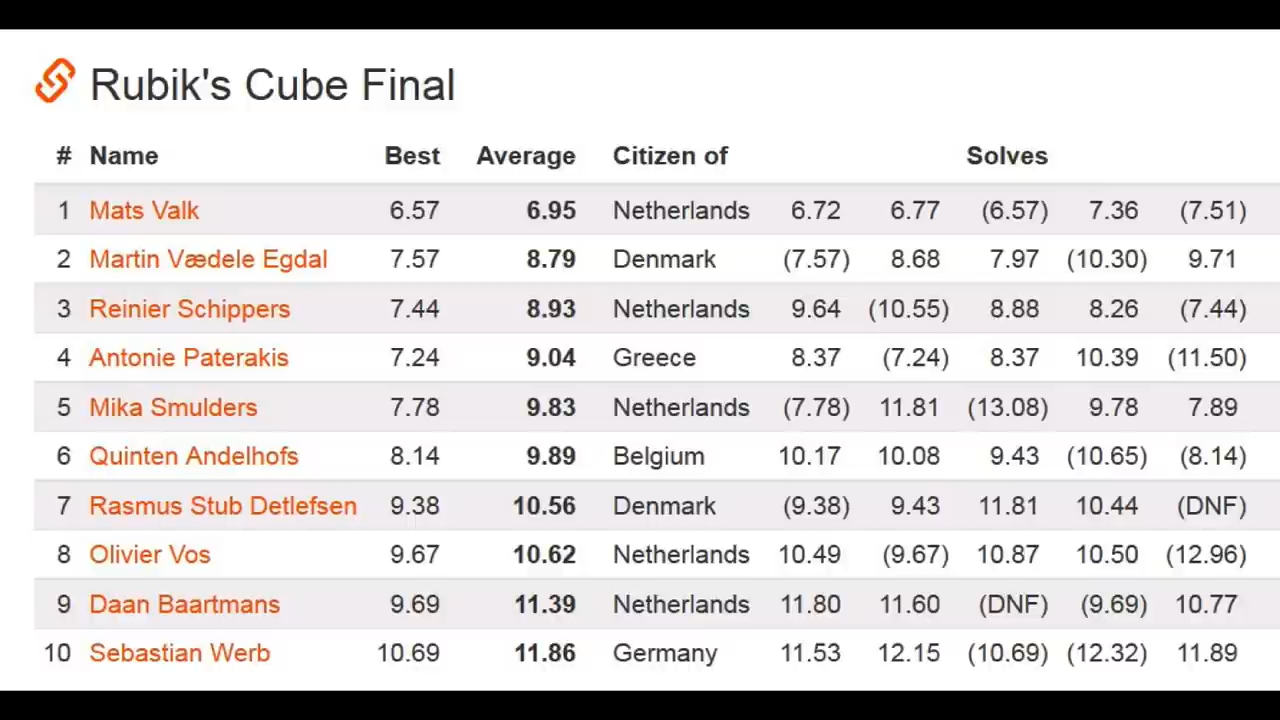 Rubik's Cube Final
# Name Best Average Citizen of Solves
1 Mats Valk 6.57 6.95 Netherlands 6.72 6.77 (6.57) 7.36 (7.51)
2 Martin Vædele Egdal 7.57 8.79 Denmark (7.57) 8.68 7.97 (10.30) 9.71
3 Reinier Schippers 7.44 8.93 Netherlands 9.64 (10.55) 8.88 8.26 (7.44)
4 Antonie Paterakis 7.24 9.04 Greece 8.37 (7.24) 8.37 10.39 (11.50)
5 Mika Smulders 7.78 9.83 Netherlands (7.78) 11.81 (13.08) 9.78 7.89
6 Quinten Andelhofs 8.14 9.89 Belgium 10.17 10.08 9.43 (10.65) (8.14)
7 Rasmus Stub Detlefsen 9.38 10.56 Denmark (9.38) 9.43 11.81 10.44 (DNF)
8 Olivier Vos 9.67 10.62 Netherlands 10.49 (9.67) 10.87 10.50 (12.96)
9 Daan Baartmans 9.69 11.39 Netherlands 11.80 11.60 (DNF) (9.69) 10.77
10 Sebastian Werb 10.69 11.86 Germany 11.53 12.15 (10.69) (12.32) 11.89